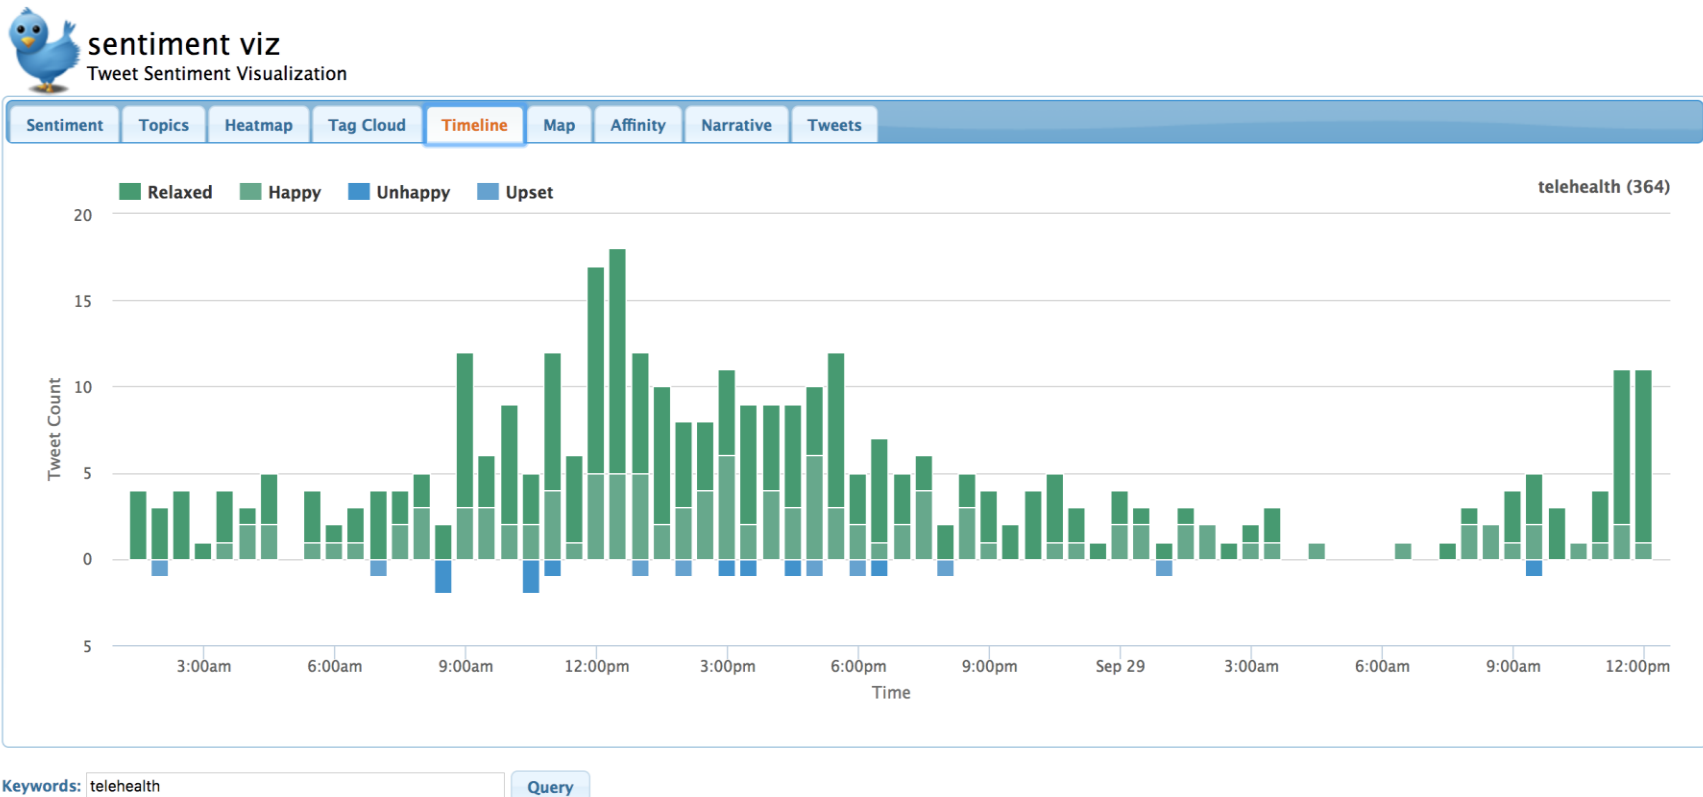 sentiment viz
Tweet Sentiment Visualization
Sentiment Topics Heatmap Tag Cloud Timeline Map Affinity Narrative Tweets
Relaxed Happy Unhappy Upset
telehealth (364)
20
15
10
5
0
5
Tweet Count
3:00am 6:00am 9:00am 12:00pm 3:00pm 6:00pm 9:00pm Sep 29 3:00am 6:00am 9:00am 12:00pm
Time
Keywords: telehealth Query